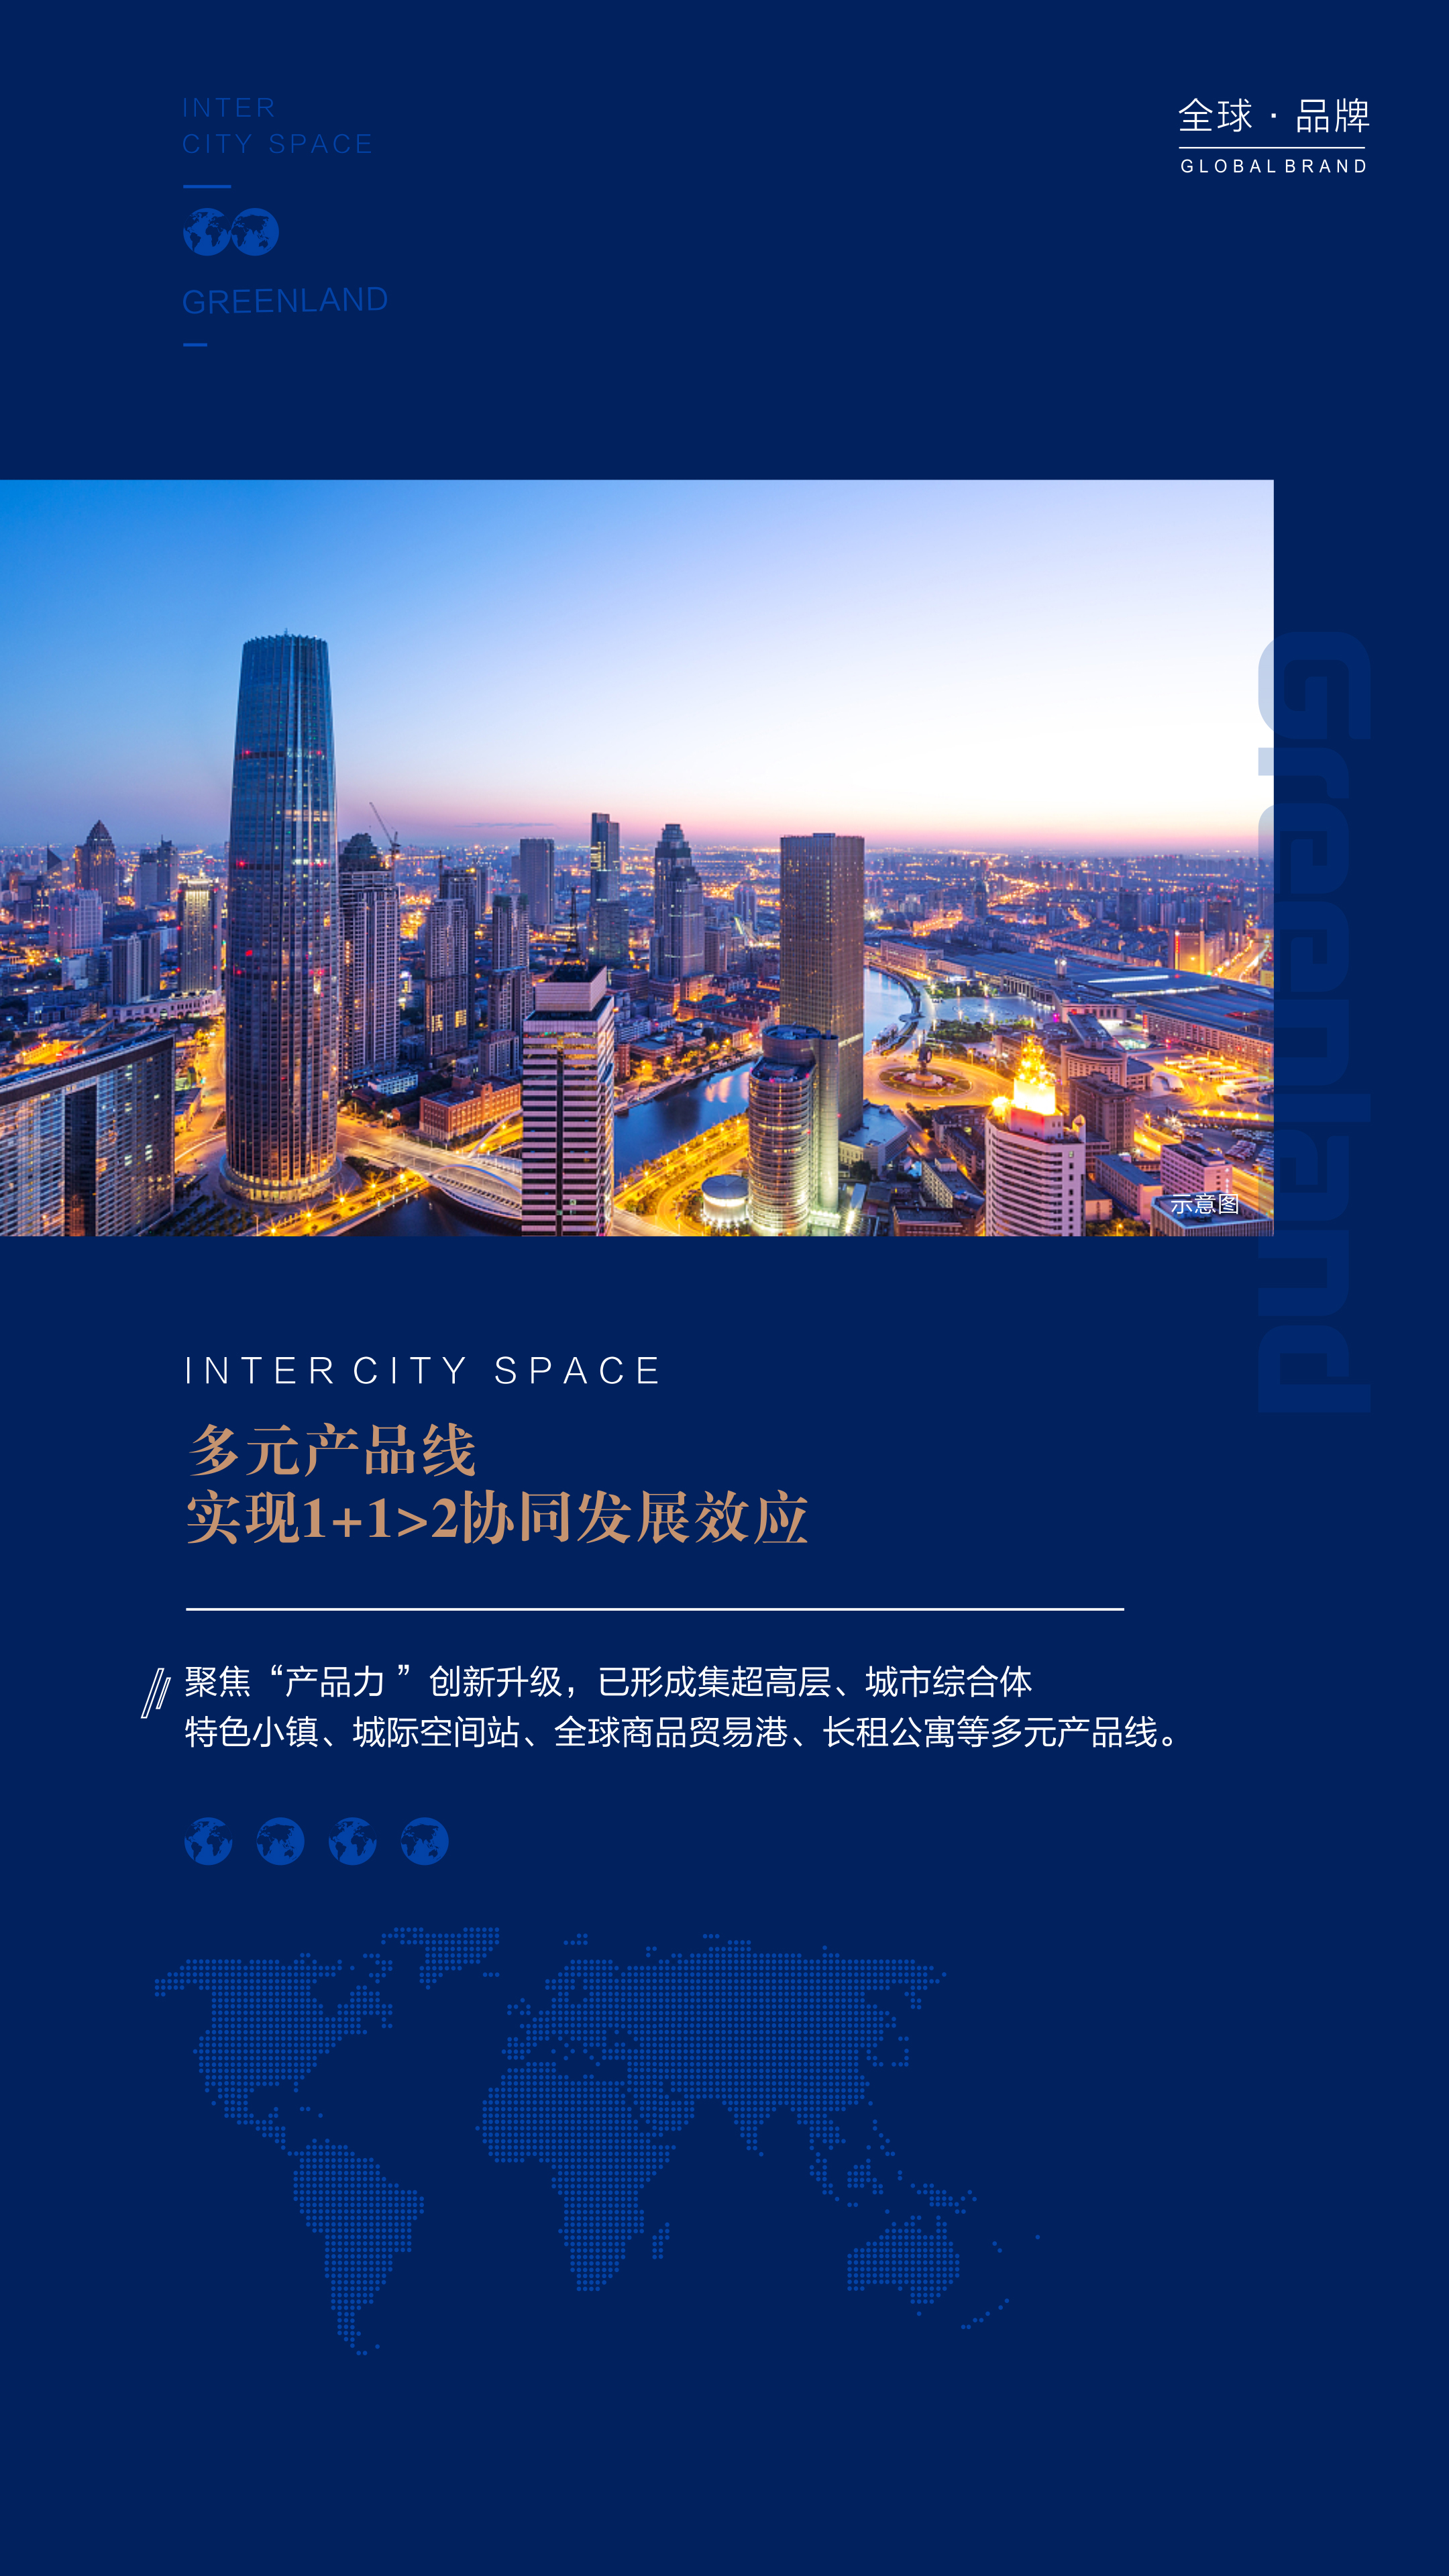 INTER
CITY SPACE
GREENLAND
全球·品牌
GLOBAL BRAND
Greenland
示意图
INTERCITY SPACE
多元产品线
实现1+1>2协同发展效应
聚焦“产品力”创新升级，已形成集超高层、城市综合体
特色小镇、城际空间站、全球商品贸易港、长租公寓等多元产品线。